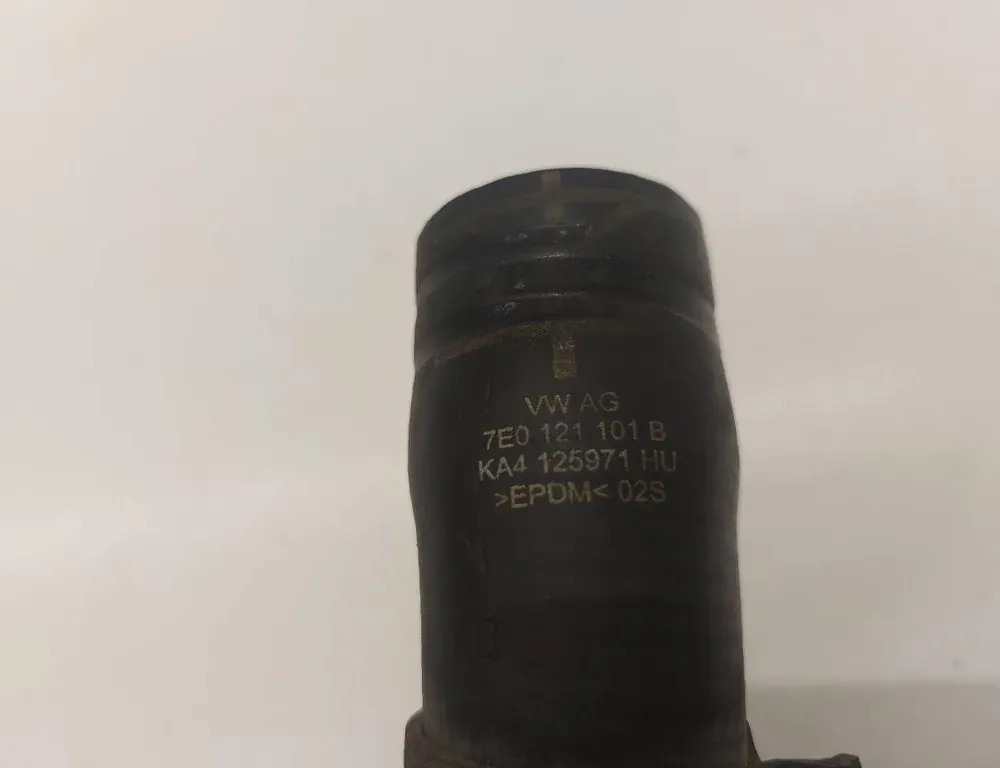 VW AG
7E0 121 101 B
KA4 125971 HU
>EPDM< 02S